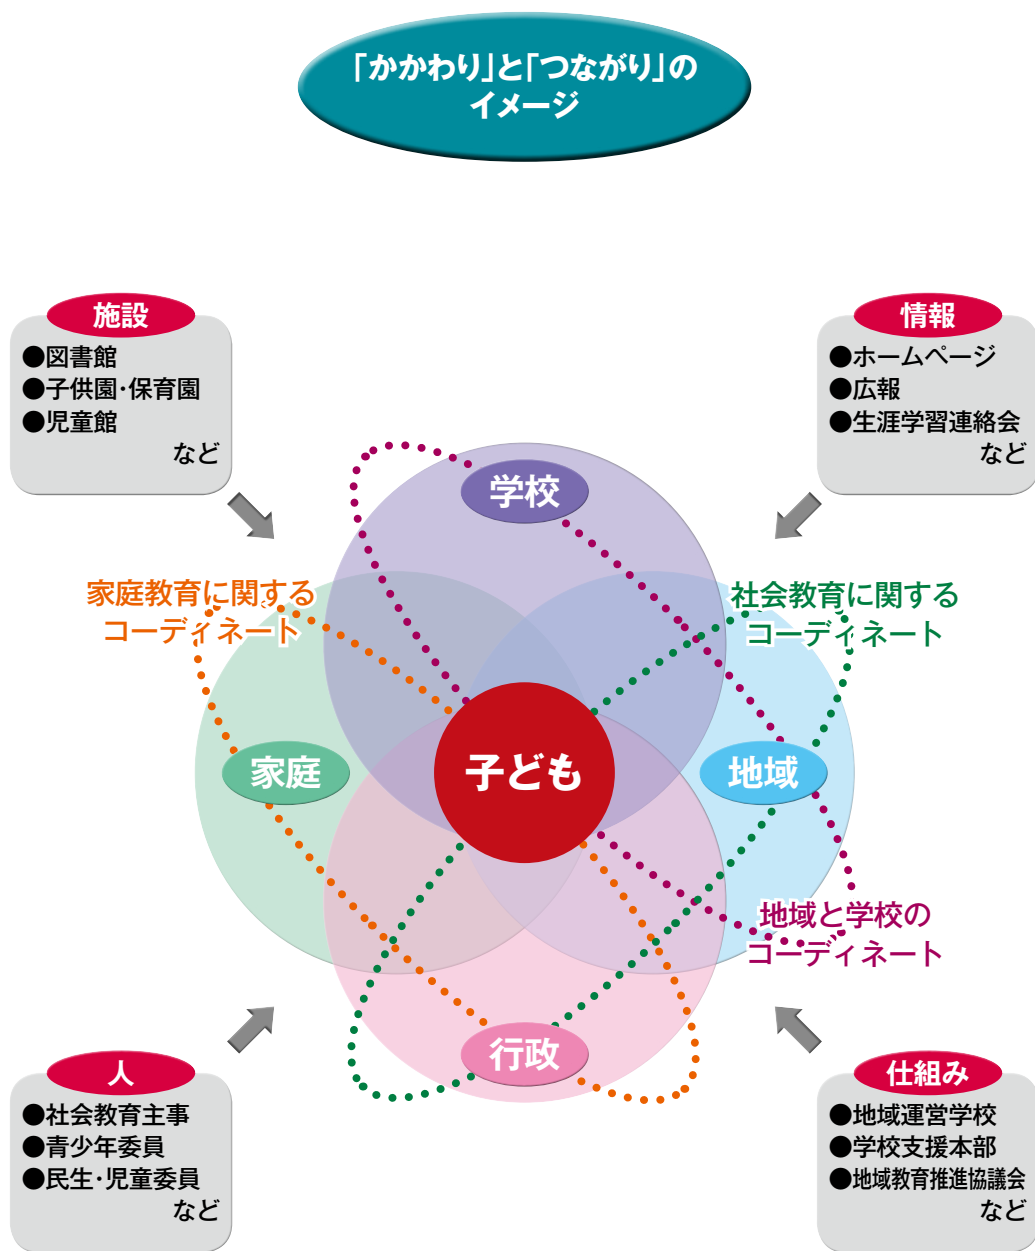 「かかわり」と「つながり」の
イメージ
施設
●図書館
●子供園・保育園
●児童館
など
情報
●ホームページ
●広報
●生涯学習連絡会
など
学校
家庭教育に関する
コーディネート
社会教育に関する
コーディネート
家庭
子ども
地域
地域と学校の
コーディネート
行政
人
●社会教育主事
●青少年委員
●民生・児童委員
など
仕組み
●地域運営学校
●学校支援本部
●地域教育推進協議会
など